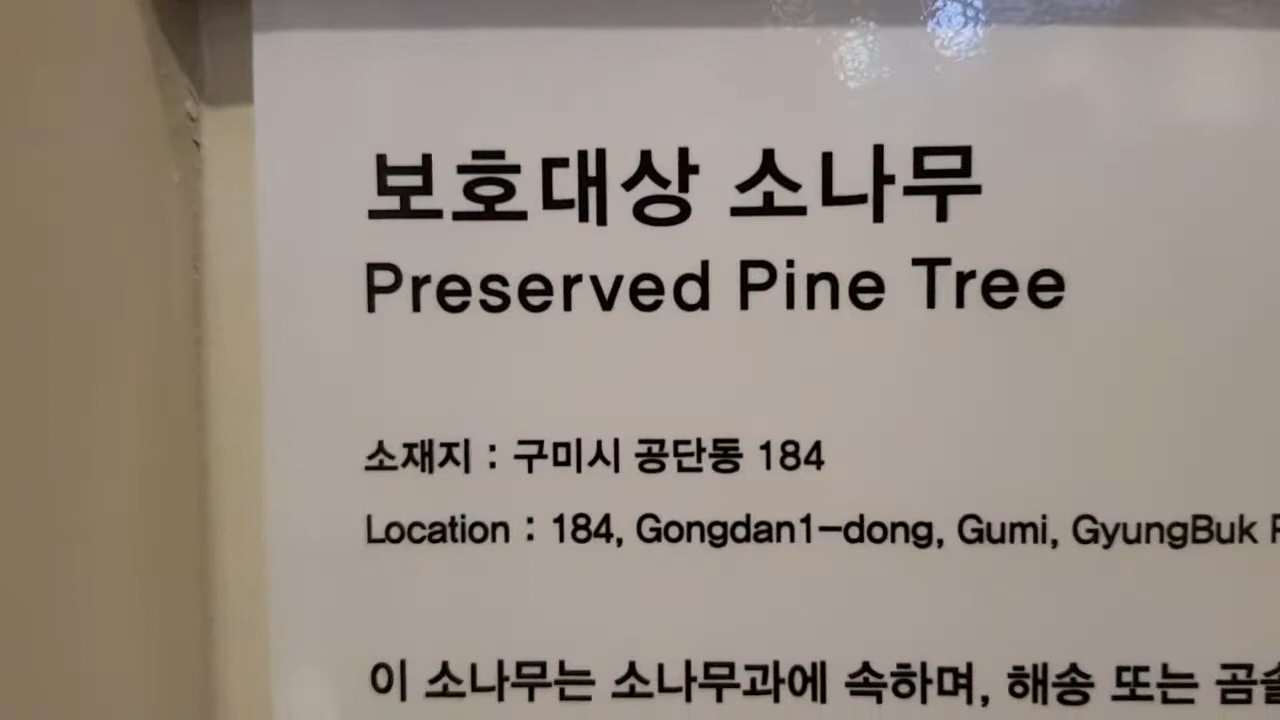 보호대상 소나무
Preserved Pine Tree
소재지 : 구미시 공단동 184
Location : 184, Gongdan1-dong, Gumi, GyungBuk
이 소나무는 소나무과에 속하며, 해송 또는